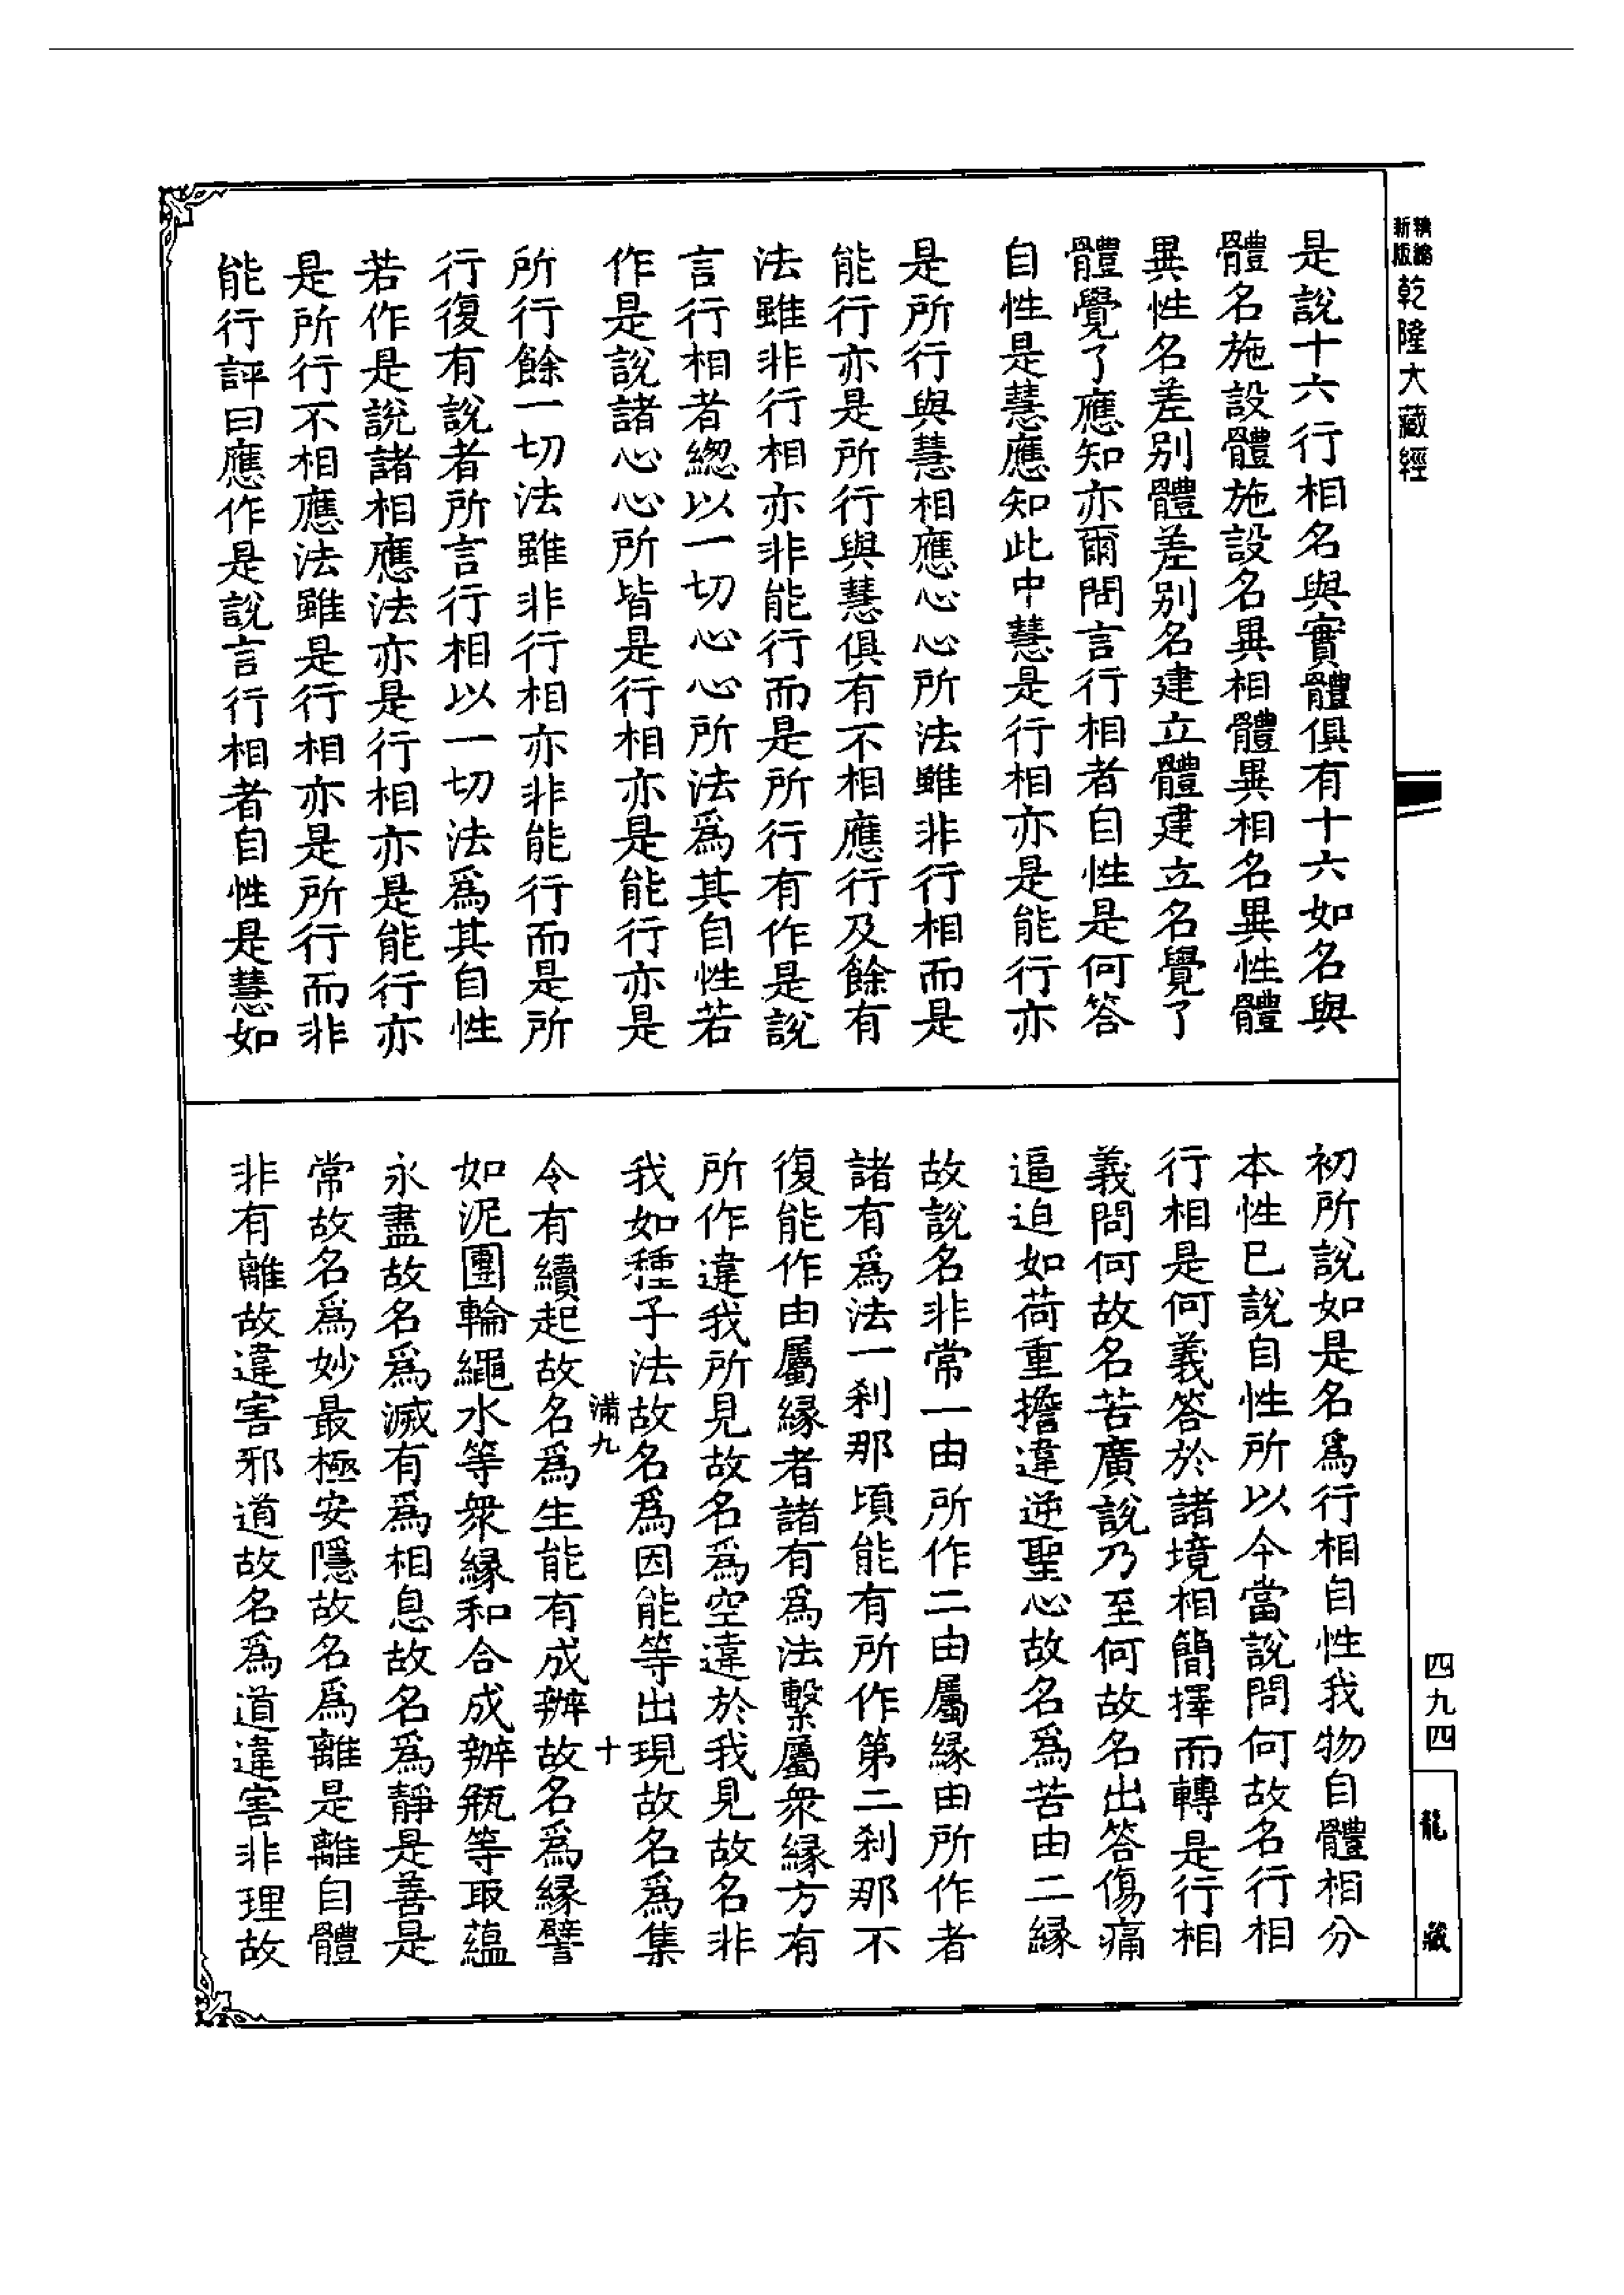 新版精縮乾隆大藏經
是說十六行相名與實體俱有十六如名與
體名施設體施設名異相體異相名異性體
異性名差別體差別名建立體建立名覺了
體覺了應知亦爾問言行相者自性是何答
自性是慧應知此中慧是行相亦是能行亦
是所行與慧相應心心所法雖非行相而是
能行亦是所行與慧俱有不相應行及餘有
法雖非行相亦非能行而是所行有作是說
言行相者總以一切心心所法爲其自性若
作是說諸心心所皆是行相亦是能行亦是
所行餘一切法雖非行相亦非能行而是所
行復有說者所言行相以一切法爲其自性
若作是說諸相應法亦是行相亦是能行亦
是所行不相應法雖是行相亦是所行而非
能行評曰應作是說言行相者自性是慧如
初所說如是名爲行相自性我物自體相分
本性已說自性所以今當說問何故名行相
行相是何義答於諸境相簡擇而轉是行相
義問何故名苦廣說乃至何故名出答傷痛
逼迫如荷重擔違逆聖心故名爲苦由二緣
故說名非常一由所作二由屬緣由所作者
諸有爲法一剎那頃能有所作第二剎那不
復能作由屬緣者諸有爲法繫屬衆緣方有
所作違我所見故名爲空違於我見故名非
我如種子法故名爲因能等出現故名爲集
滿九　十
令有續起故名爲生能有成辦故名爲緣譬
如泥團輪繩水等衆緣和合成辦瓶等取蘊
永盡故名爲滅有爲相息故名爲靜是善是
常故名爲妙最極安隱故名爲離是離自體
非有離故違害邪道故名爲道違害非理故
四九四
龍藏